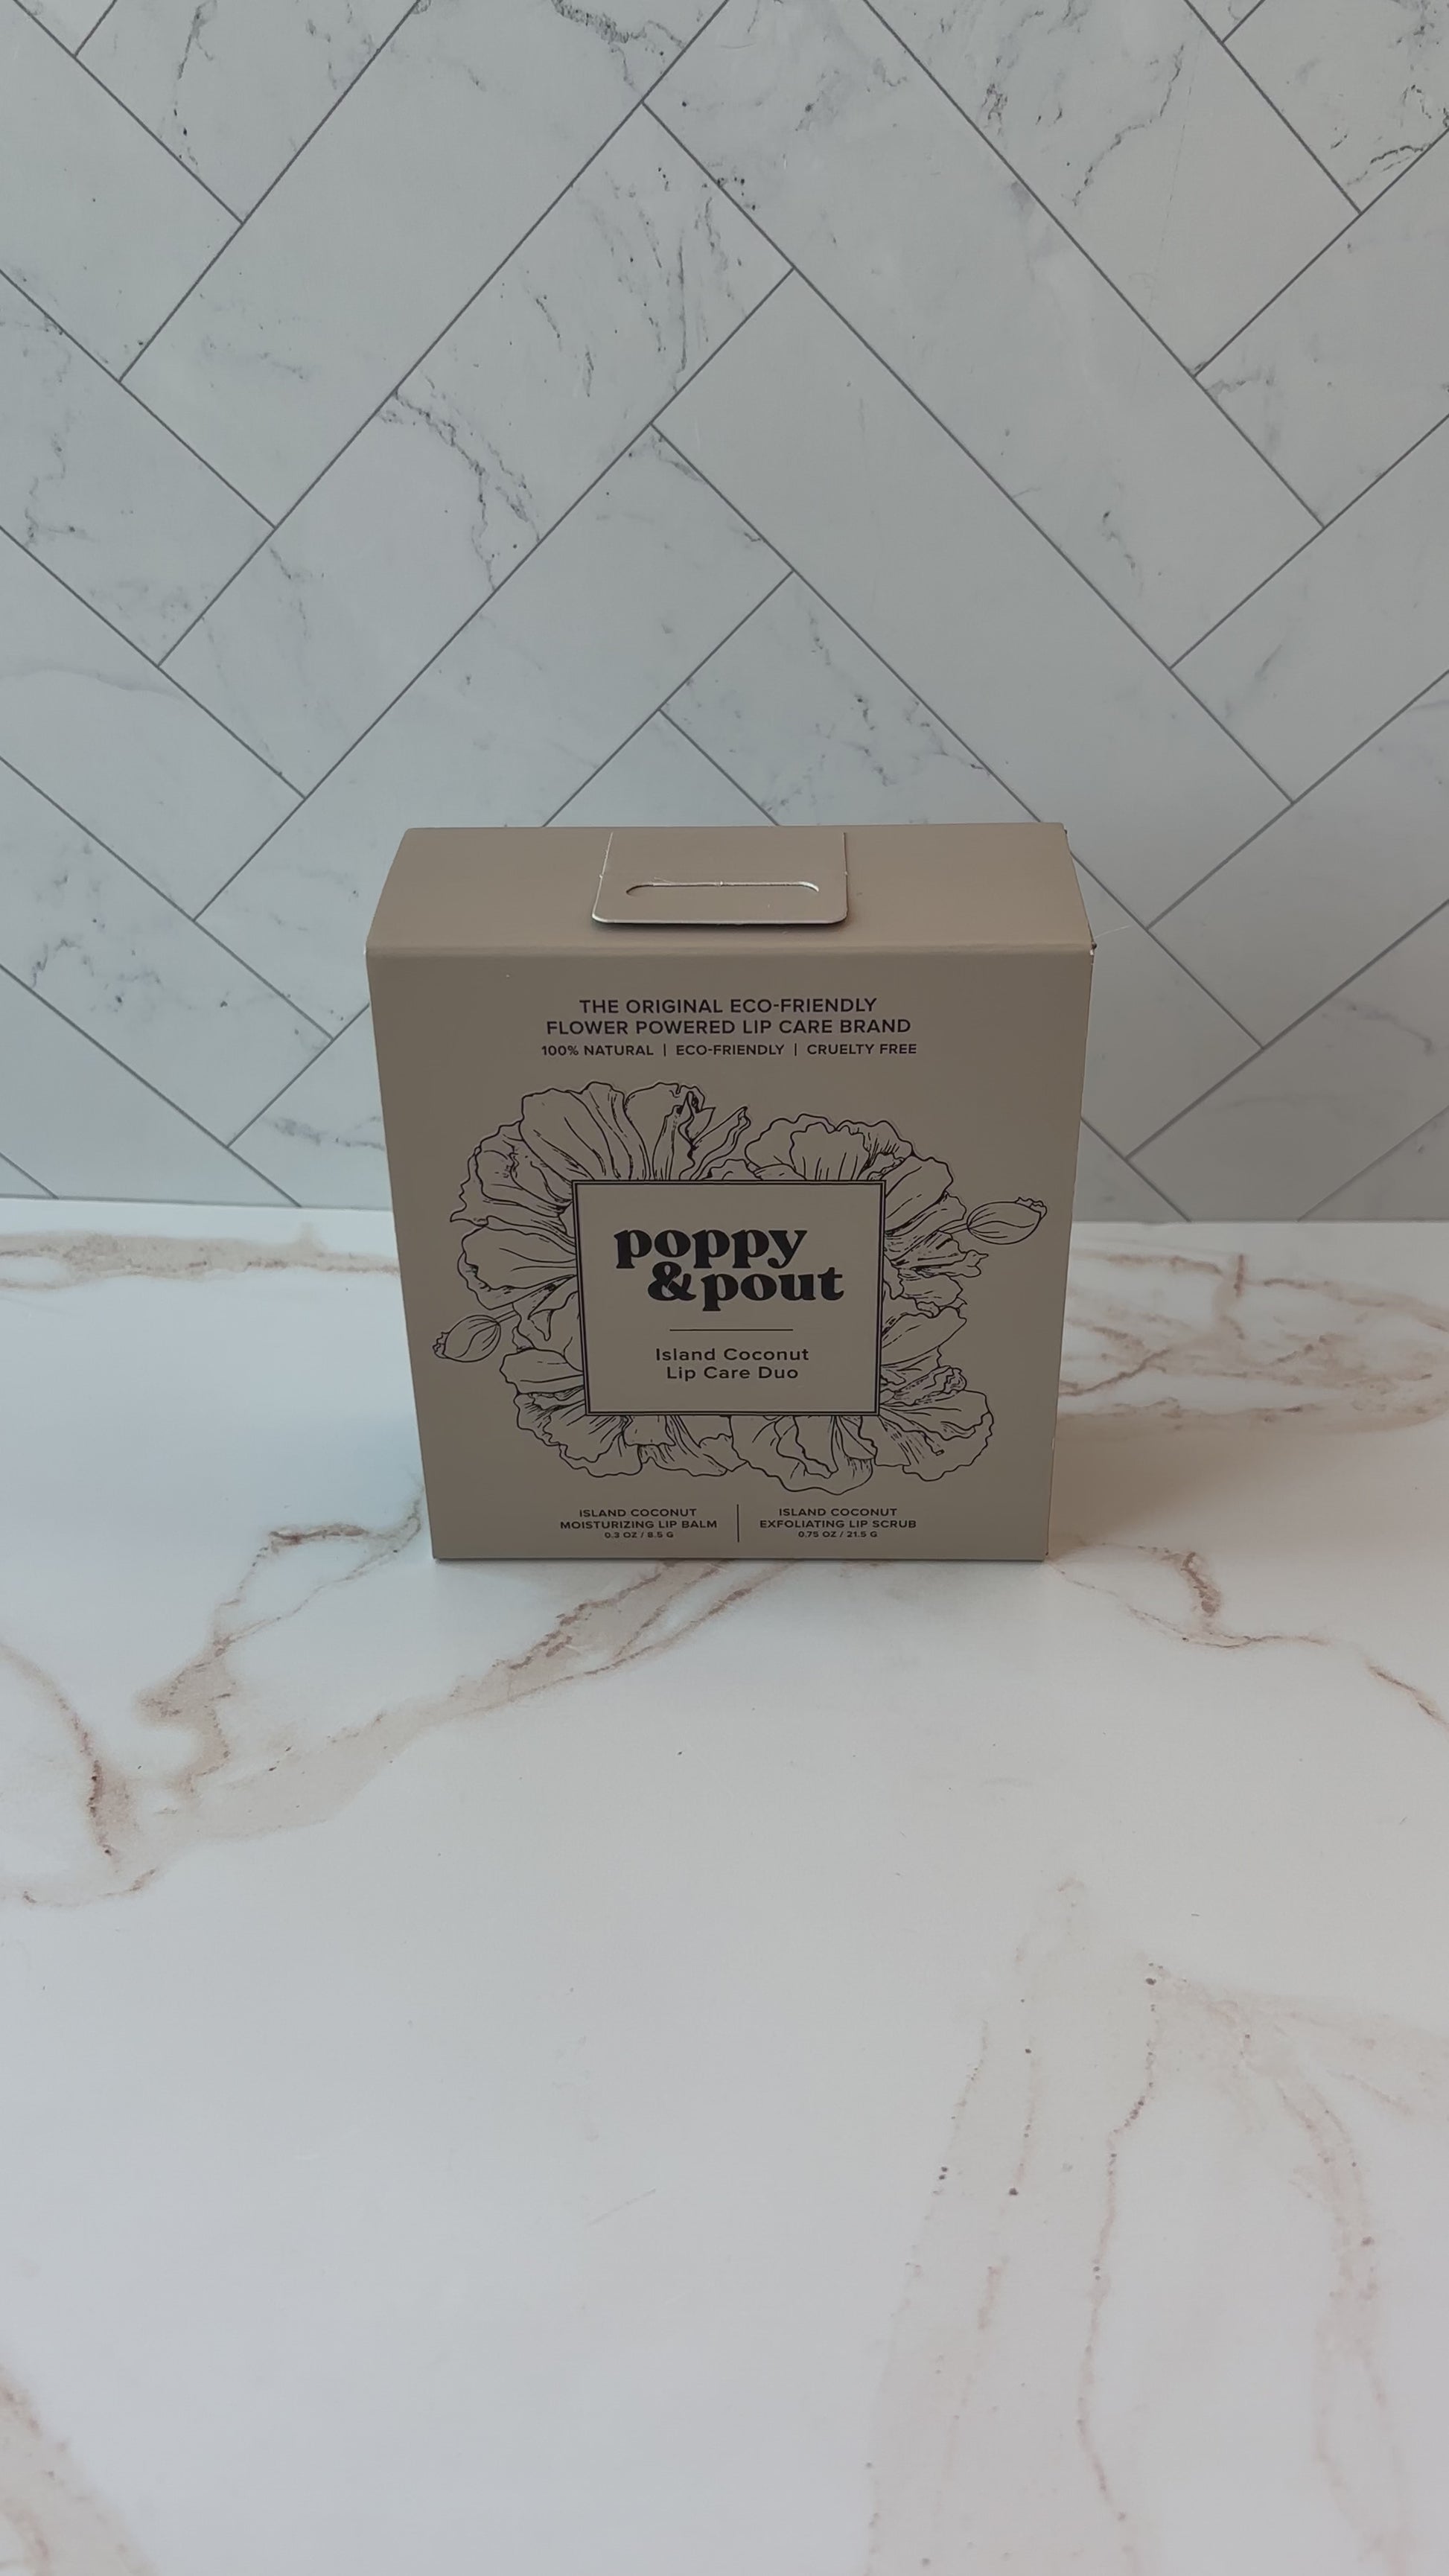 THE ORIGINAL ECO-FRIENDLY
FLOWER POWERED LIP CARE BRAND
100% NATURAL | ECO-FRIENDLY | CRUELTY FREE
poppy
&pout
Island Coconut
Lip Care Duo
ISLAND COCONUT
MOISTURIZING LIP BALM
0.3 OZ / 8.5 G
ISLAND COCONUT
EXFOLIATING LIP SCRUB
0.75 OZ / 21.5 G